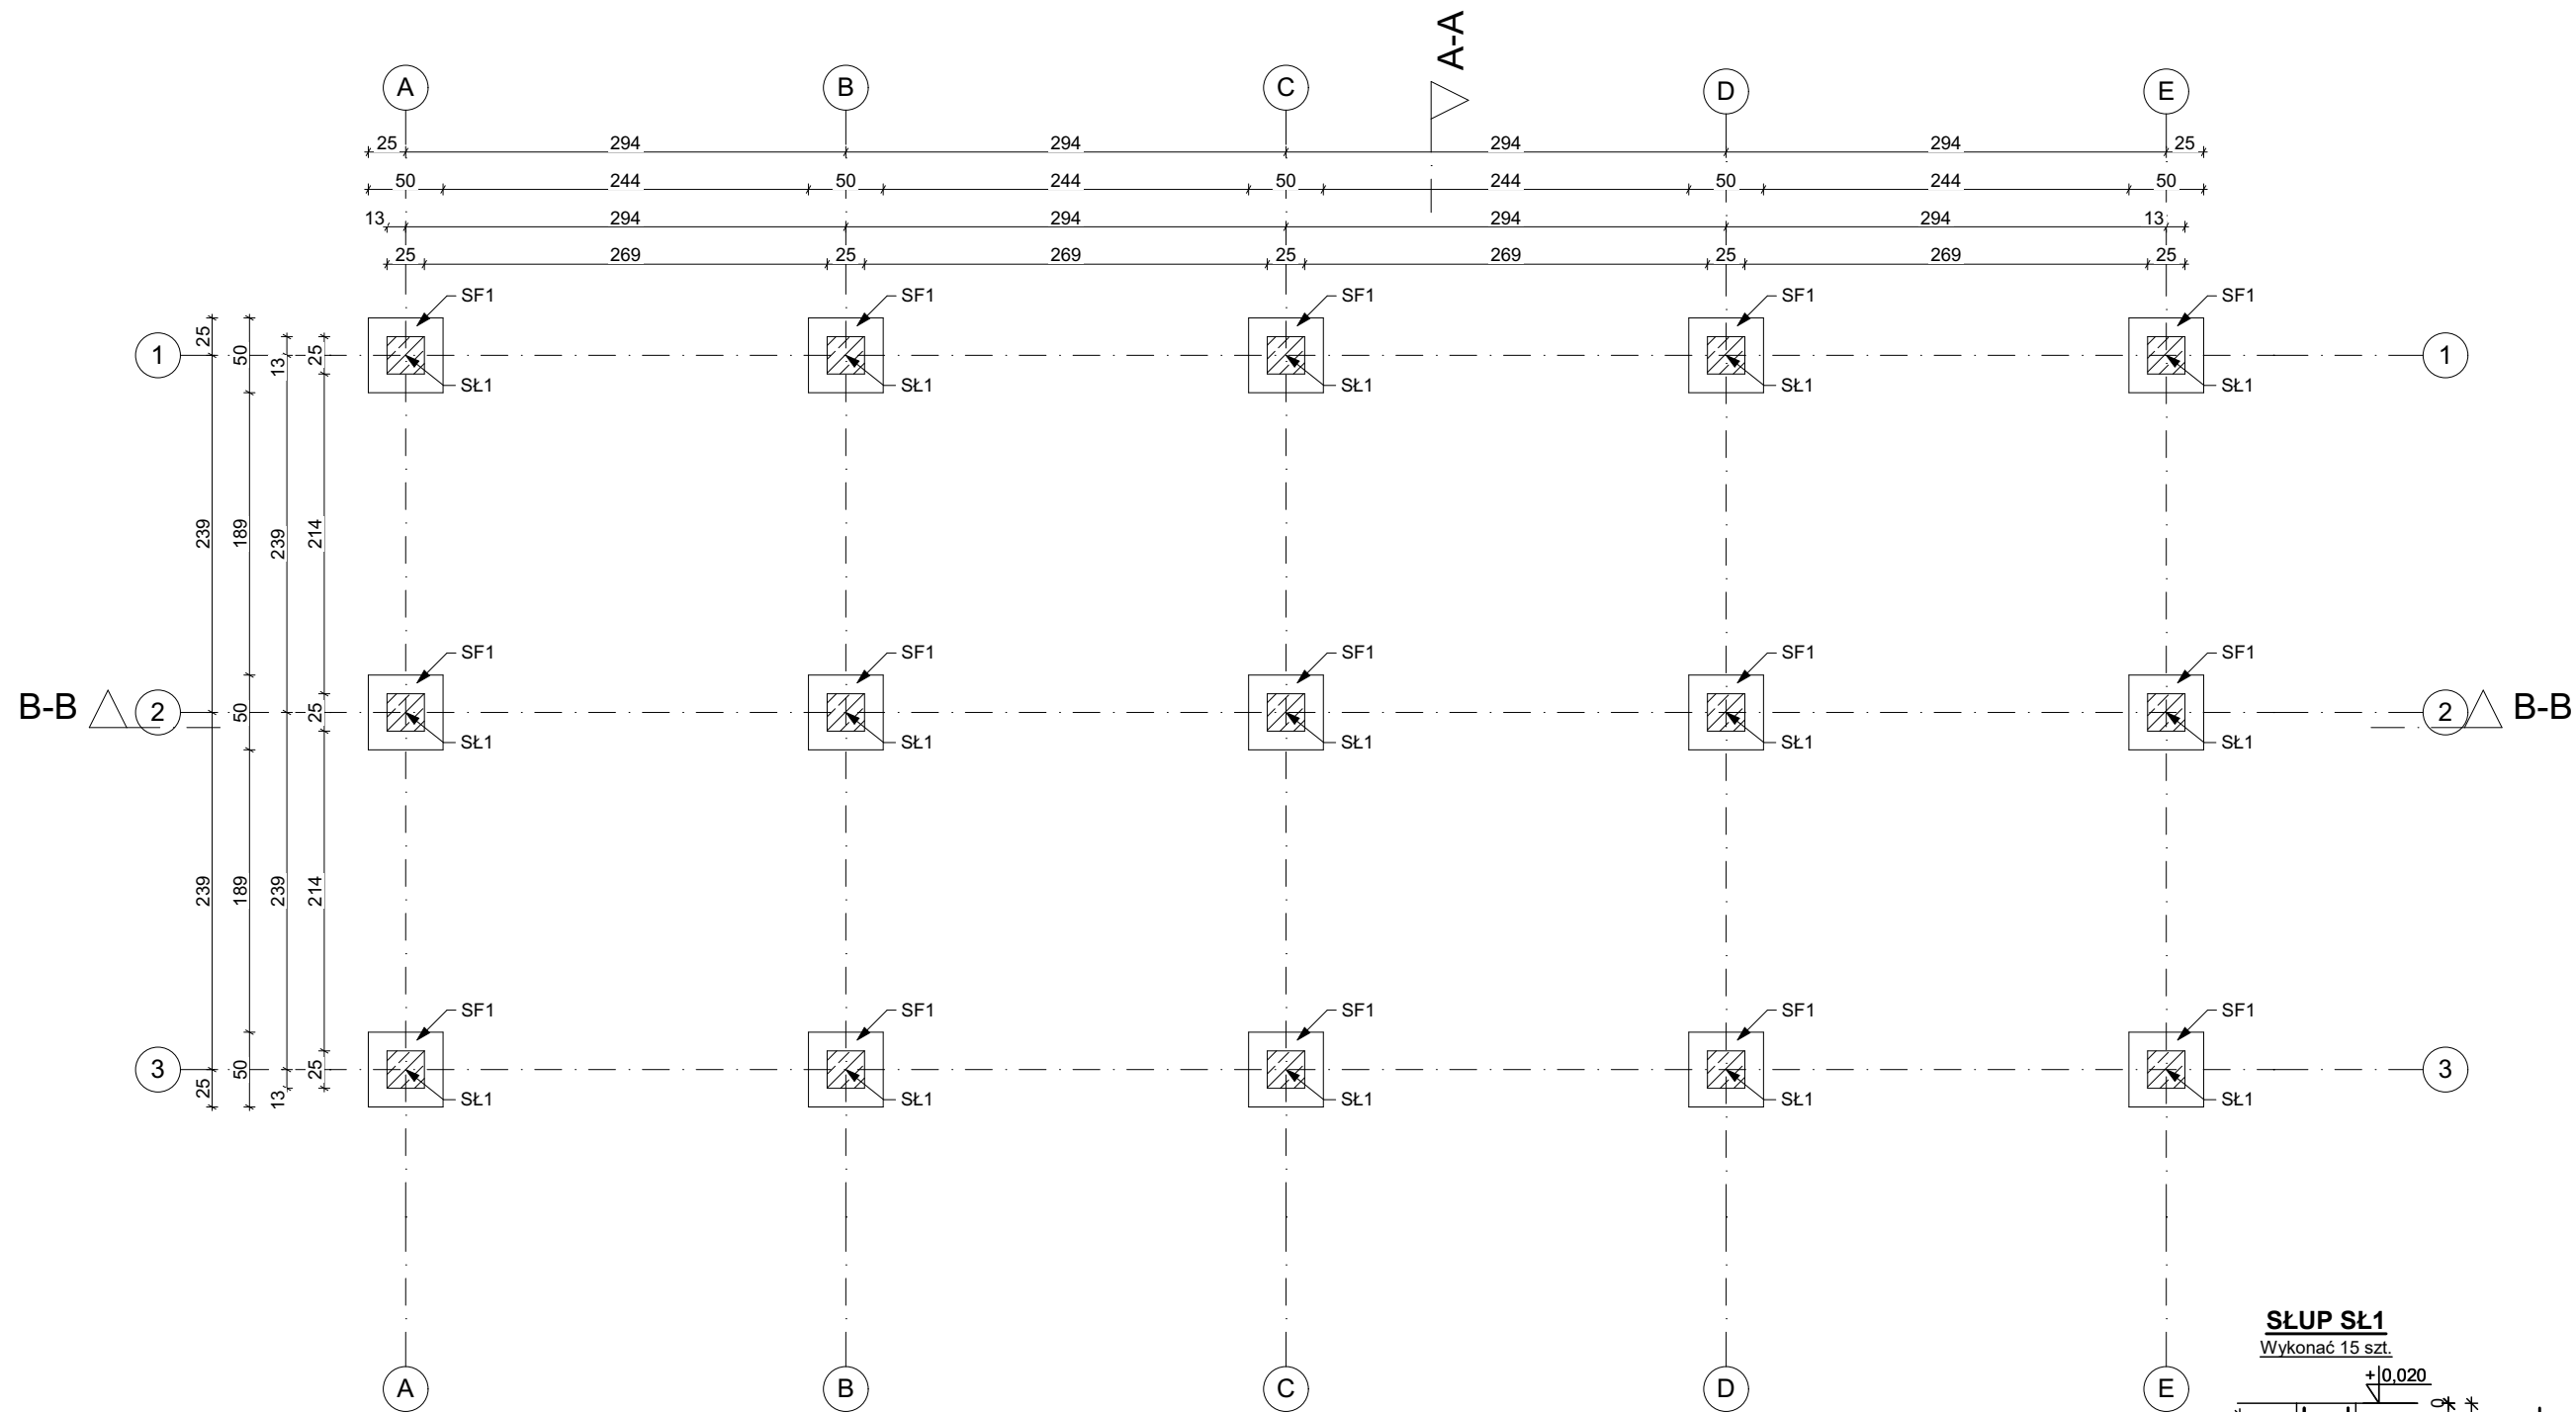 A-A
A B C D E
25 294 294 294 294 25
50 244 50 244 50 244 50 244 50
13 294 294 294 294 13
25 269 25 269 25 269 25 269 25
SF1 SF1 SF1 SF1 SF1
25 50 13 25
1 1
SŁ1 SŁ1 SŁ1 SŁ1 SŁ1
239 189 239 214
SF1 SF1 SF1 SF1 SF1
B-B 2 50 25 2 B-B
SŁ1 SŁ1 SŁ1 SŁ1 SŁ1
239 189 239 214
SF1 SF1 SF1 SF1 SF1
3 3
25 50 13 25
SŁ1 SŁ1 SŁ1 SŁ1 SŁ1
SŁUP SŁ1
Wykonać 15 szt.
+0,020
A B C D E